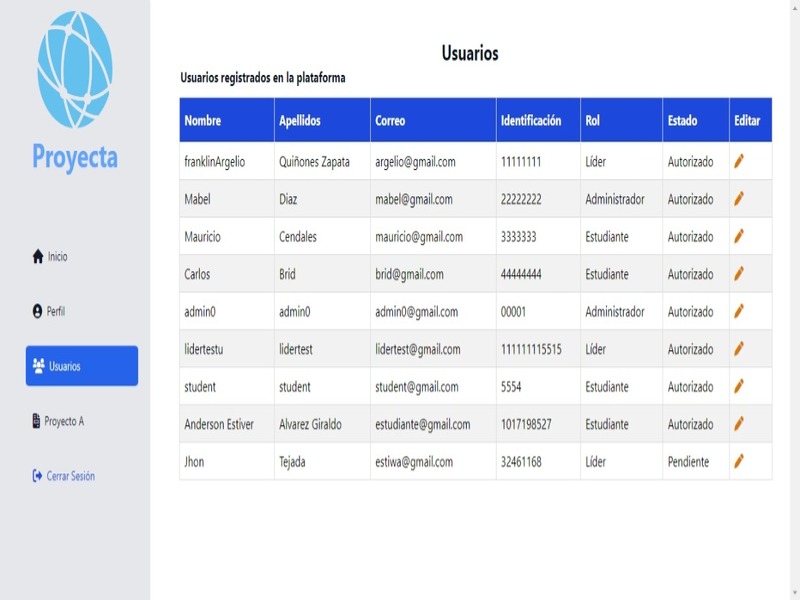 Proyecta
Inicio
Perfil
Usuarios
Proyecto A
Cerrar Sesión
Usuarios
Usuarios registrados en la plataforma
Nombre Apellidos Correo Identificación Rol Estado Editar
franklinArgelio Quiñones Zapata argelio@gmail.com 11111111 Líder Autorizado
Mabel Diaz mabel@gmail.com 22222222 Administrador Autorizado
Mauricio Cendales mauricio@gmail.com 3333333 Estudiante Autorizado
Carlos Brid brid@gmail.com 44444444 Estudiante Autorizado
admin0 admin0 admin0@gmail.com 00001 Administrador Autorizado
lidertestu lidertest lidertest@gmail.com 111111115515 Líder Autorizado
student student student@gmail.com 5554 Estudiante Autorizado
Anderson Estiver Alvarez Giraldo estudiante@gmail.com 1017198527 Estudiante Autorizado
Jhon Tejada estiwa@gmail.com 32461168 Líder Pendiente